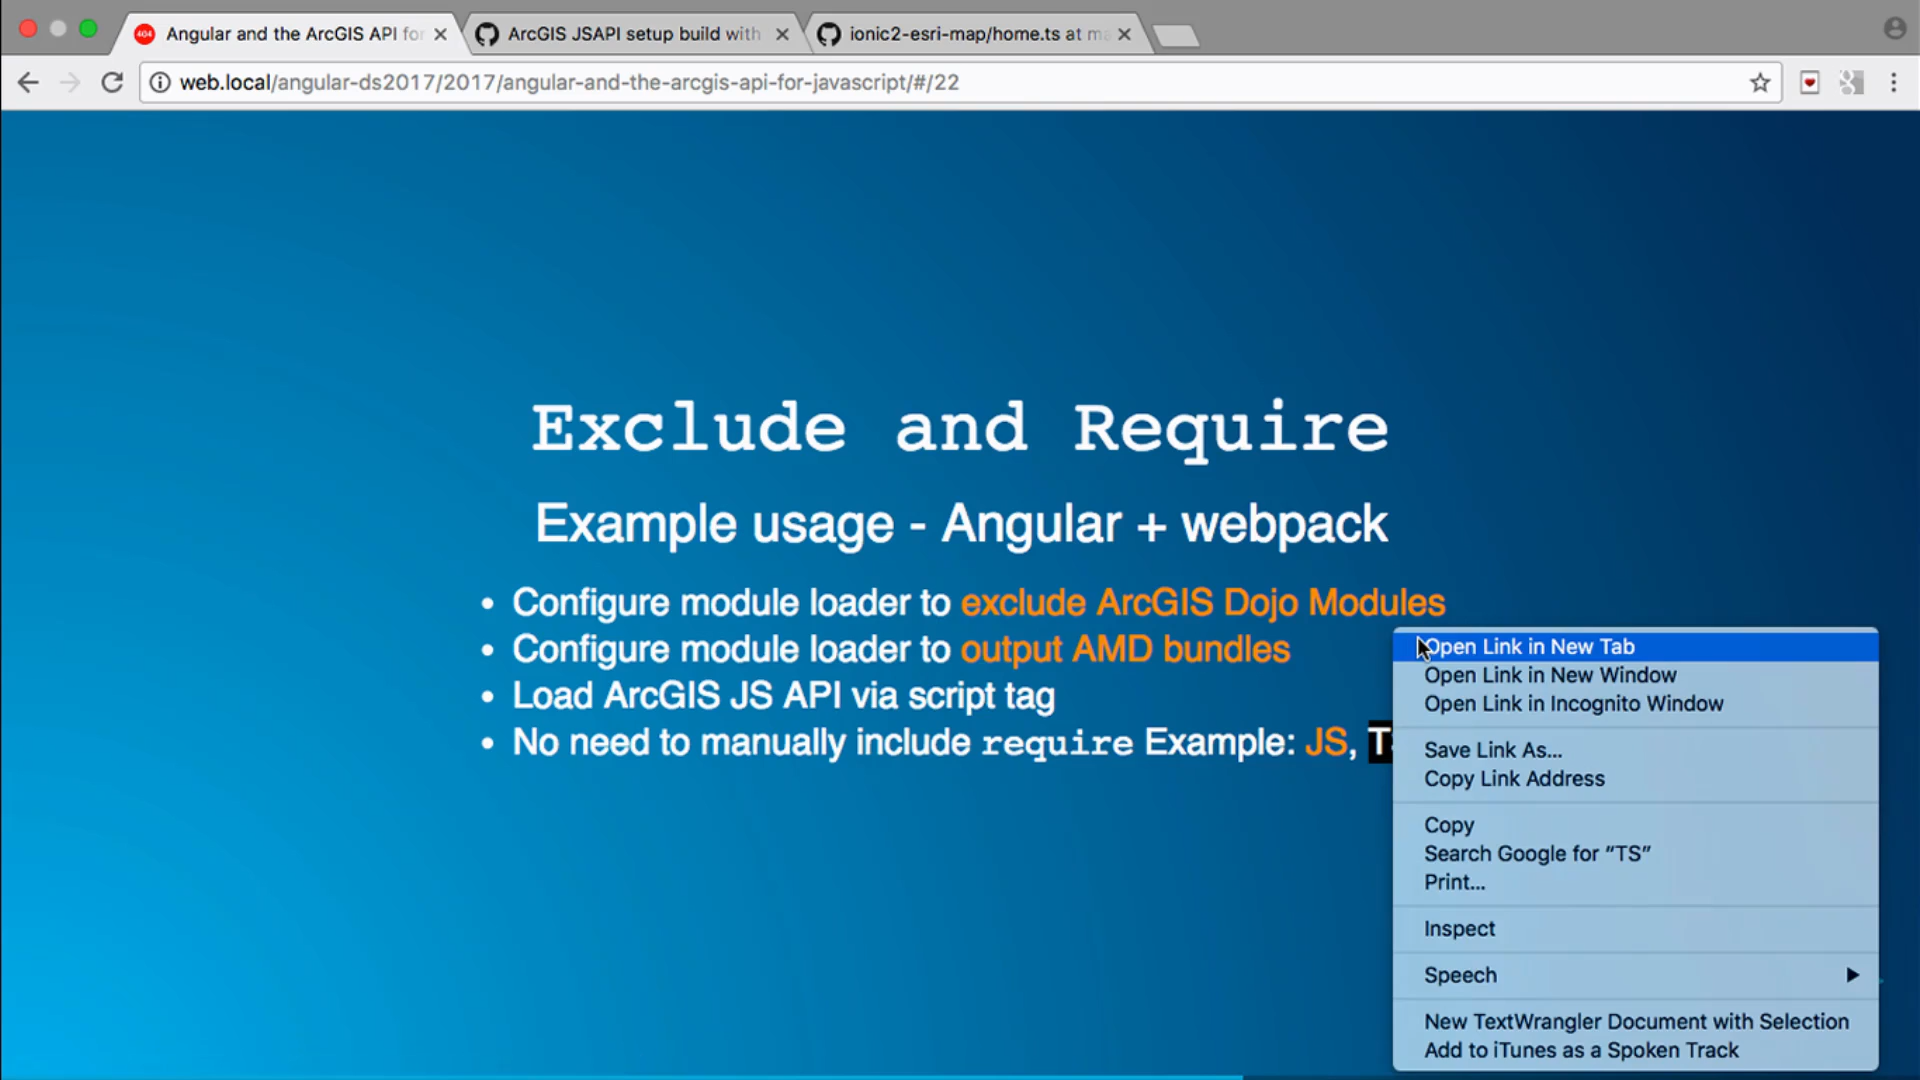 Angular and the ArcGIS API for
ArcGIS JSAPI setup build with
ionic2-esri-map/home.ts at ma
web.local/angular-ds2017/2017/angular-and-the-arcgis-api-for-javascript/#/22
Exclude and Require
Example usage - Angular + webpack
• Configure module loader to exclude ArcGIS Dojo Modules
• Configure module loader to output AMD bundles
• Load ArcGIS JS API via script tag
• No need to manually include require Example: JS, T
Open Link in New Tab
Open Link in New Window
Open Link in Incognito Window
Save Link As...
Copy Link Address
Copy
Search Google for “TS”
Print...
Inspect
Speech
New TextWrangler Document with Selection
Add to iTunes as a Spoken Track